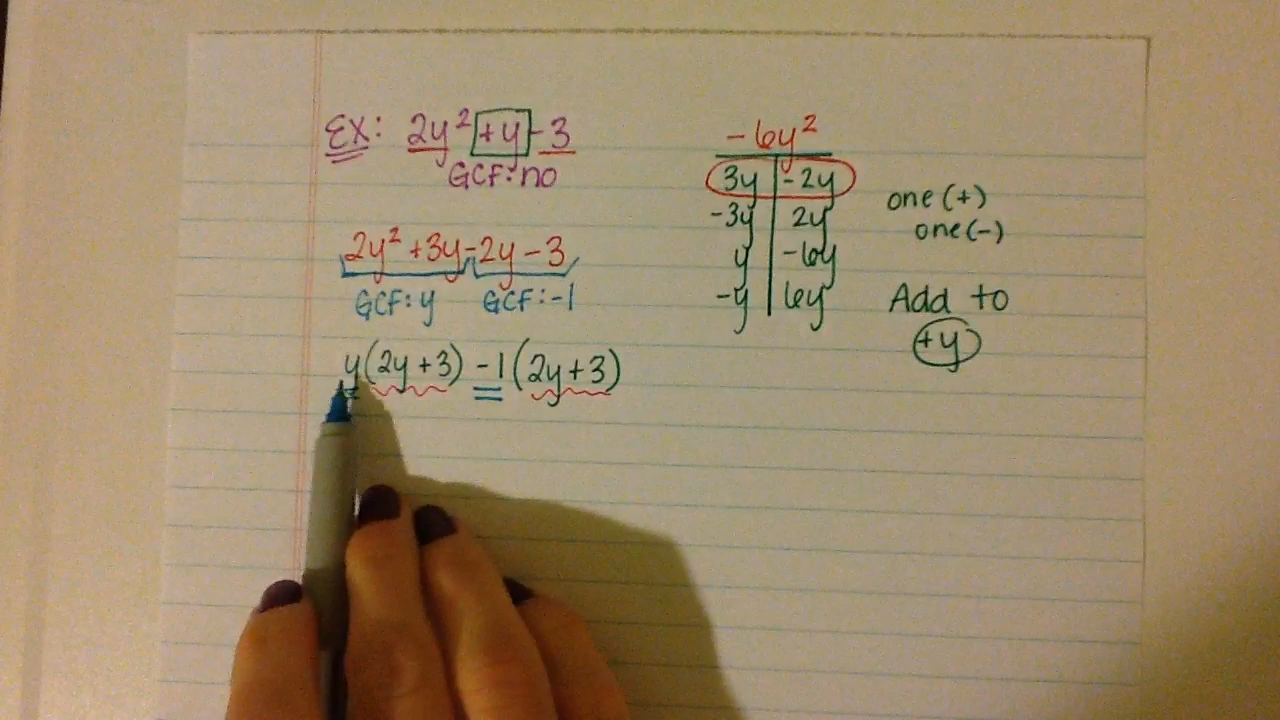 EX: 2y² +y -3
GCF: no
2y² +3y -2y -3
GCF: y GCF: -1
y(2y+3) -1(2y+3)
-6y²
3y -2y
-3y 2y
y -6y
-y 6y
one (+)
one (-)
Add to
+y